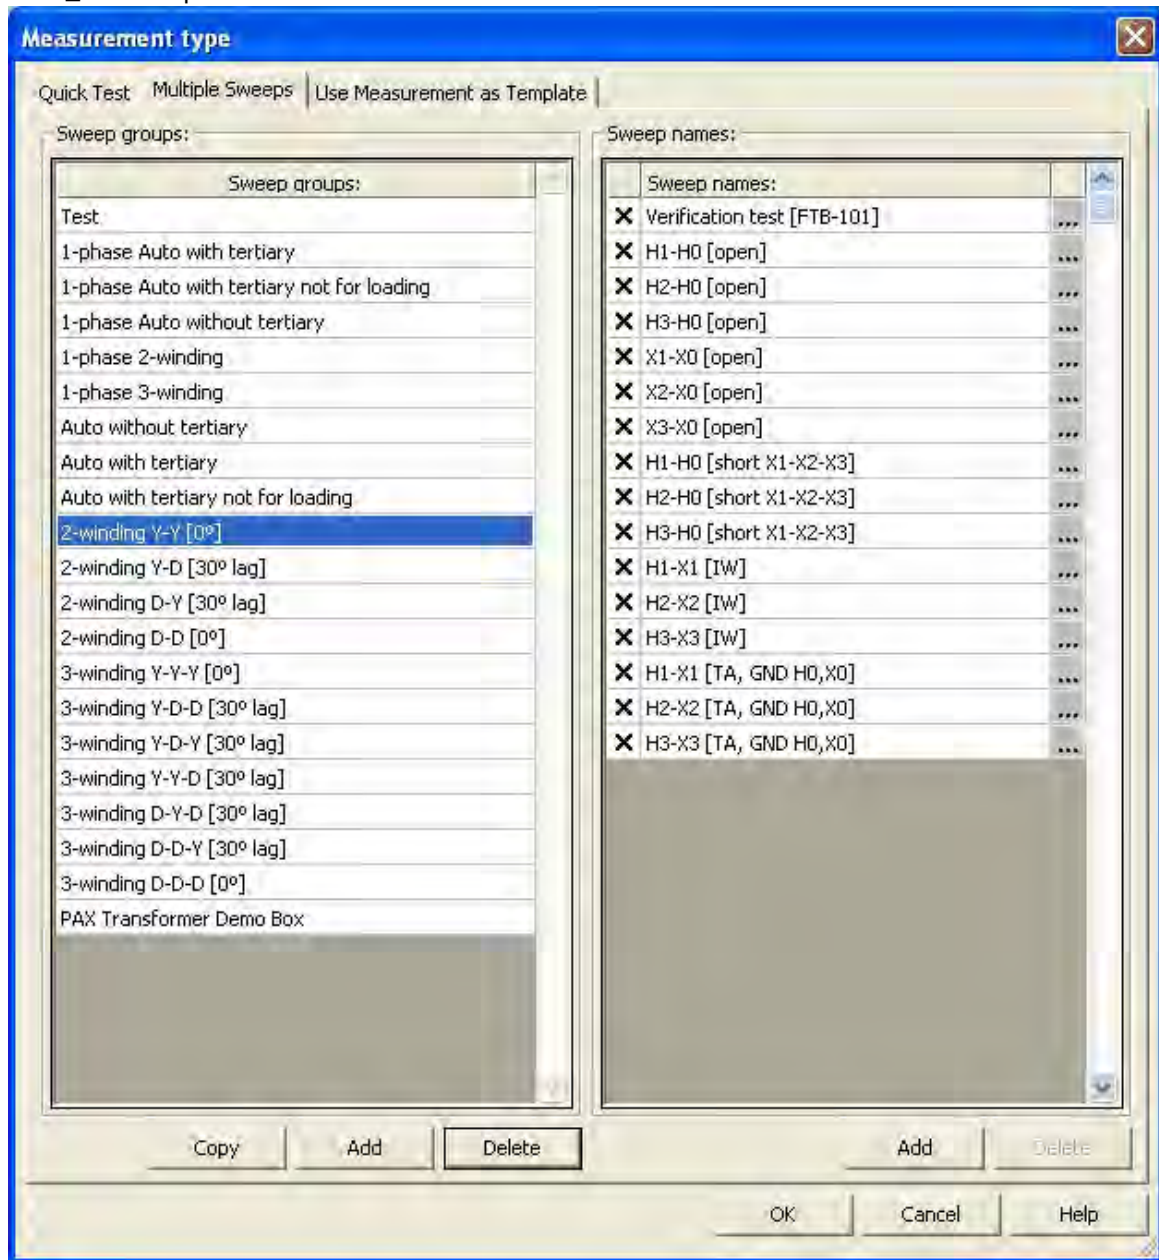 Measurement type
Quick Test Multiple Sweeps Use Measurement as Template
Sweep groups:
Sweep groups:
Test
1-phase Auto with tertiary
1-phase Auto with tertiary not for loading
1-phase Auto without tertiary
1-phase 2-winding
1-phase 3-winding
Auto without tertiary
Auto with tertiary
Auto with tertiary not for loading
2-winding Y-Y [0º]
2-winding Y-D [30º lag]
2-winding D-Y [30º lag]
2-winding D-D [0º]
3-winding Y-Y-Y [0º]
3-winding Y-D-D [30º lag]
3-winding Y-D-Y [30º lag]
3-winding Y-Y-D [30º lag]
3-winding D-Y-D [30º lag]
3-winding D-D-Y [30º lag]
3-winding D-D-D [0º]
PAX Transformer Demo Box
Copy Add Delete
Sweep names:
Sweep names:
Verification test [FTB-101] ...
H1-H0 [open] ...
H2-H0 [open] ...
H3-H0 [open] ...
X1-X0 [open] ...
X2-X0 [open] ...
X3-X0 [open] ...
H1-H0 [short X1-X2-X3] ...
H2-H0 [short X1-X2-X3] ...
H3-H0 [short X1-X2-X3] ...
H1-X1 [IW] ...
H2-X2 [IW] ...
H3-X3 [IW] ...
H1-X1 [TA, GND H0,X0] ...
H2-X2 [TA, GND H0,X0] ...
H3-X3 [TA, GND H0,X0] ...
Add Delete
OK Cancel Help